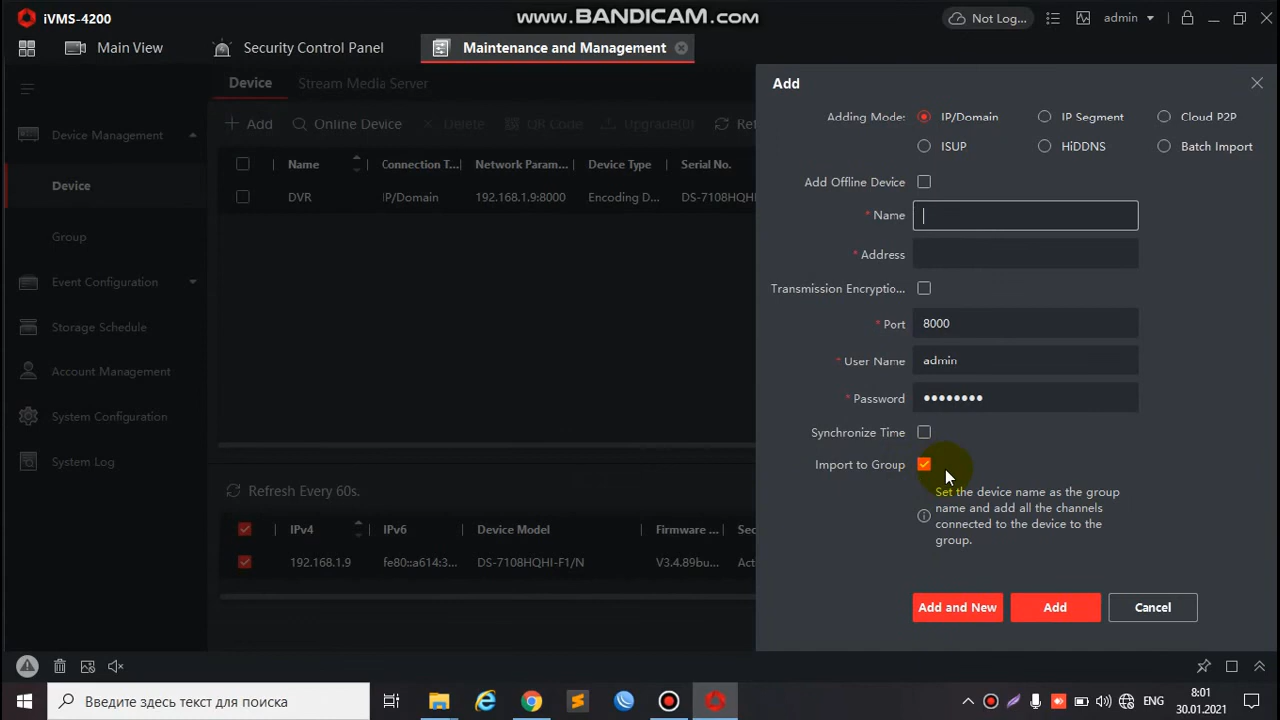 iVMS-4200
www.BANDICAM.com
Not Log...
admin
Main View
Security Control Panel
Maintenance and Management
Device
Stream Media Server
Add
Online Device
Delete
QR Code
Upgrade(0)
Ref
Name
Connection T...
Network Param...
Device Type
Serial No.
DVR
IP/Domain
192.168.1.9:8000
Encoding D...
DS-7108HQH
Device Management
Device
Group
Event Configuration
Storage Schedule
Account Management
System Configuration
System Log
Refresh Every 60s.
IPv4
IPv6
Device Model
Firmware ...
Sec
192.168.1.9
fe80::a614:3...
DS-7108HQHI-F1/N
V3.4.89bu...
Act
Add
Adding Mode:
IP/Domain
IP Segment
Cloud P2P
ISUP
HiDDNS
Batch Import
Add Offline Device
* Name
* Address
Transmission Encryptio...
* Port
8000
* User Name
admin
* Password
••••••••
Synchronize Time
Import to Group
Set the device name as the group
name and add all the channels
connected to the device to the
group.
Add and New
Add
Cancel
Введите здесь текст для поиска
ENG
8:01
30.01.2021